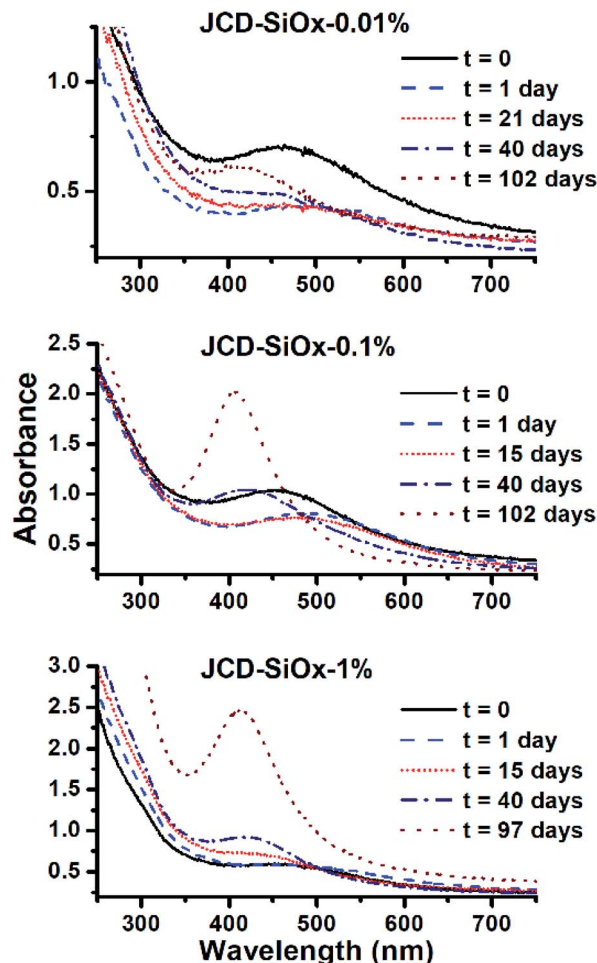 JCD-SiOx-0.01%
t = 0
t = 1 day
t = 21 days
t = 40 days
t = 102 days
1.0
0.5
300 400 500 600 700
JCD-SiOx-0.1%
2.5
t = 0
t = 1 day
t = 15 days
t = 40 days
t = 102 days
2.0
1.5
1.0
0.5
300 400 500 600 700
Absorbance
JCD-SiOx-1%
3.0
t = 0
t = 1 day
t = 15 days
t = 40 days
t = 97 days
2.5
2.0
1.5
1.0
0.5
300 400 500 600 700
Wavelength (nm)